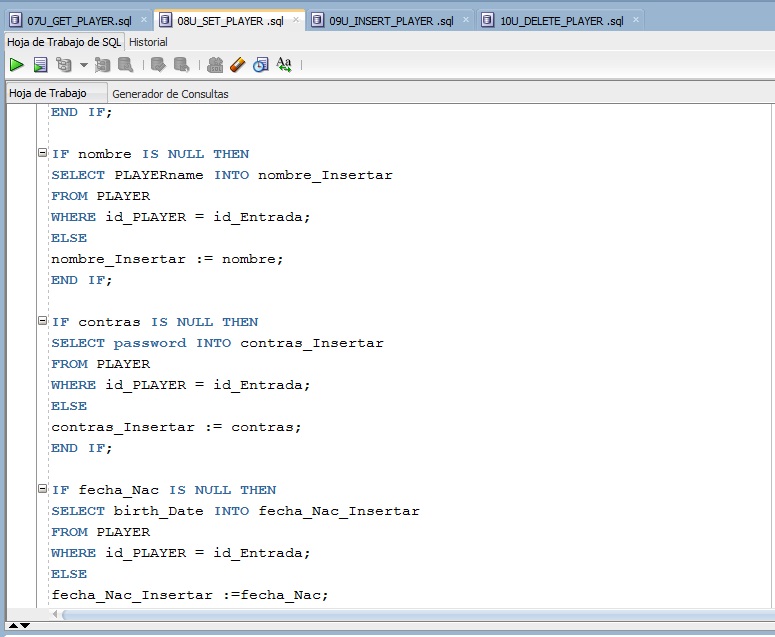 07U_GET_PLAYER.sql 08U_SET_PLAYER .sql 09U_INSERT_PLAYER .sql 10U_DELETE_PLAYER .sql
Hoja de Trabajo de SQL Historial
Aa
Hoja de Trabajo Generador de Consultas
END IF;
IF nombre IS NULL THEN
SELECT PLAYERname INTO nombre_Insertar
FROM PLAYER
WHERE id_PLAYER = id_Entrada;
ELSE
nombre_Insertar := nombre;
END IF;
IF contras IS NULL THEN
SELECT password INTO contras_Insertar
FROM PLAYER
WHERE id_PLAYER = id_Entrada;
ELSE
contras_Insertar := contras;
END IF;
IF fecha_Nac IS NULL THEN
SELECT birth_Date INTO fecha_Nac_Insertar
FROM PLAYER
WHERE id_PLAYER = id_Entrada;
ELSE
fecha_Nac_Insertar :=fecha_Nac;